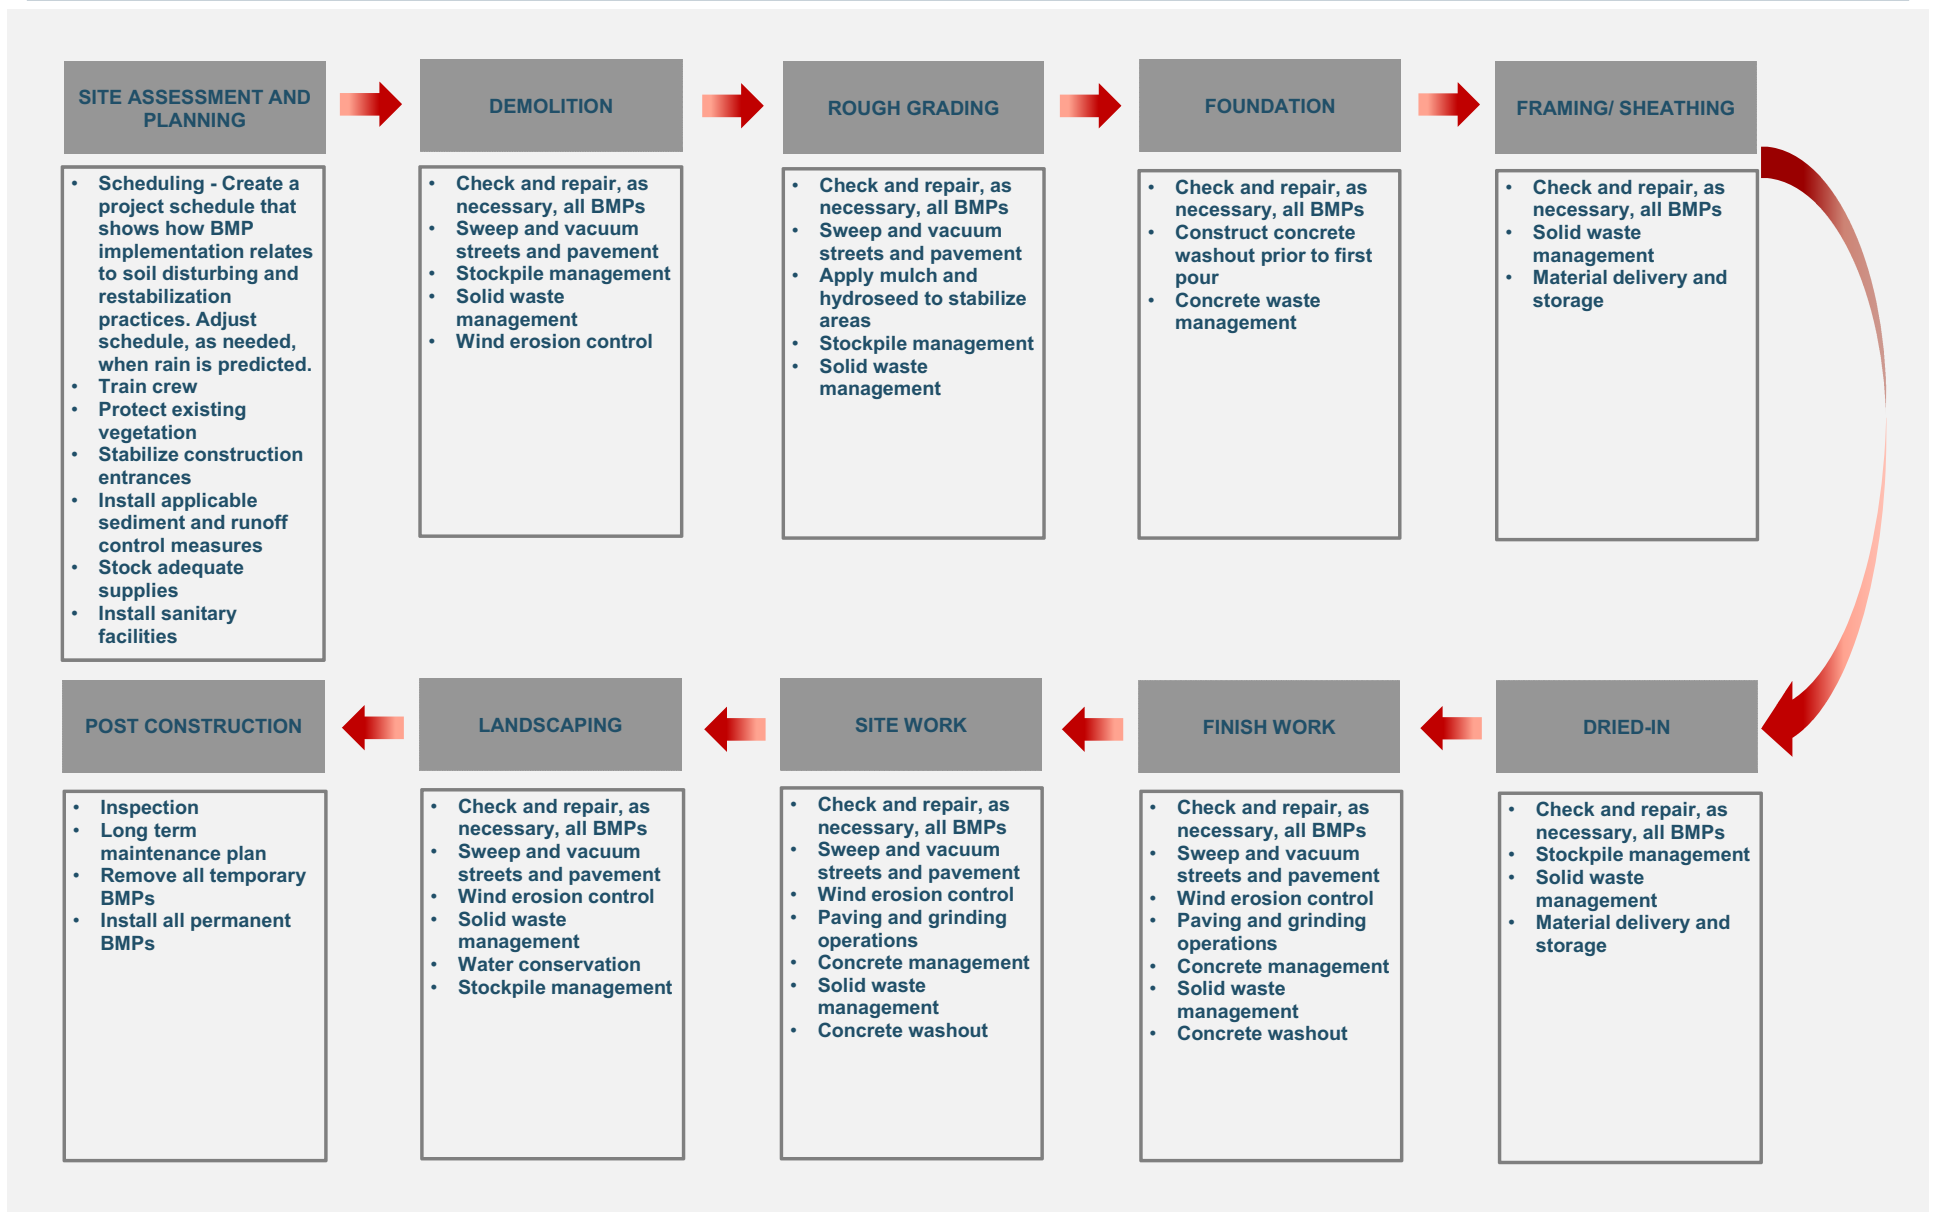 SITE ASSESSMENT AND
PLANNING
• Scheduling - Create a
project schedule that
shows how BMP
implementation relates
to soil disturbing and
restabilization
practices. Adjust
schedule, as needed,
when rain is predicted.
• Train crew
• Protect existing
vegetation
• Stabilize construction
entrances
• Install applicable
sediment and runoff
control measures
• Stock adequate
supplies
• Install sanitary
facilities
DEMOLITION
• Check and repair, as
necessary, all BMPs
• Sweep and vacuum
streets and pavement
• Stockpile management
• Solid waste
management
• Wind erosion control
ROUGH GRADING
• Check and repair, as
necessary, all BMPs
• Sweep and vacuum
streets and pavement
• Apply mulch and
hydroseed to stabilize
areas
• Stockpile management
• Solid waste
management
FOUNDATION
• Check and repair, as
necessary, all BMPs
• Construct concrete
washout prior to first
pour
• Concrete waste
management
FRAMING/ SHEATHING
• Check and repair, as
necessary, all BMPs
• Solid waste
management
• Material delivery and
storage
DRIED-IN
• Check and repair, as
necessary, all BMPs
• Stockpile management
• Solid waste
management
• Material delivery and
storage
FINISH WORK
• Check and repair, as
necessary, all BMPs
• Sweep and vacuum
streets and pavement
• Wind erosion control
• Paving and grinding
operations
• Concrete management
• Solid waste
management
• Concrete washout
SITE WORK
• Check and repair, as
necessary, all BMPs
• Sweep and vacuum
streets and pavement
• Wind erosion control
• Paving and grinding
operations
• Concrete management
• Solid waste
management
• Concrete washout
LANDSCAPING
• Check and repair, as
necessary, all BMPs
• Sweep and vacuum
streets and pavement
• Wind erosion control
• Solid waste
management
• Water conservation
• Stockpile management
POST CONSTRUCTION
• Inspection
• Long term
maintenance plan
• Remove all temporary
BMPs
• Install all permanent
BMPs